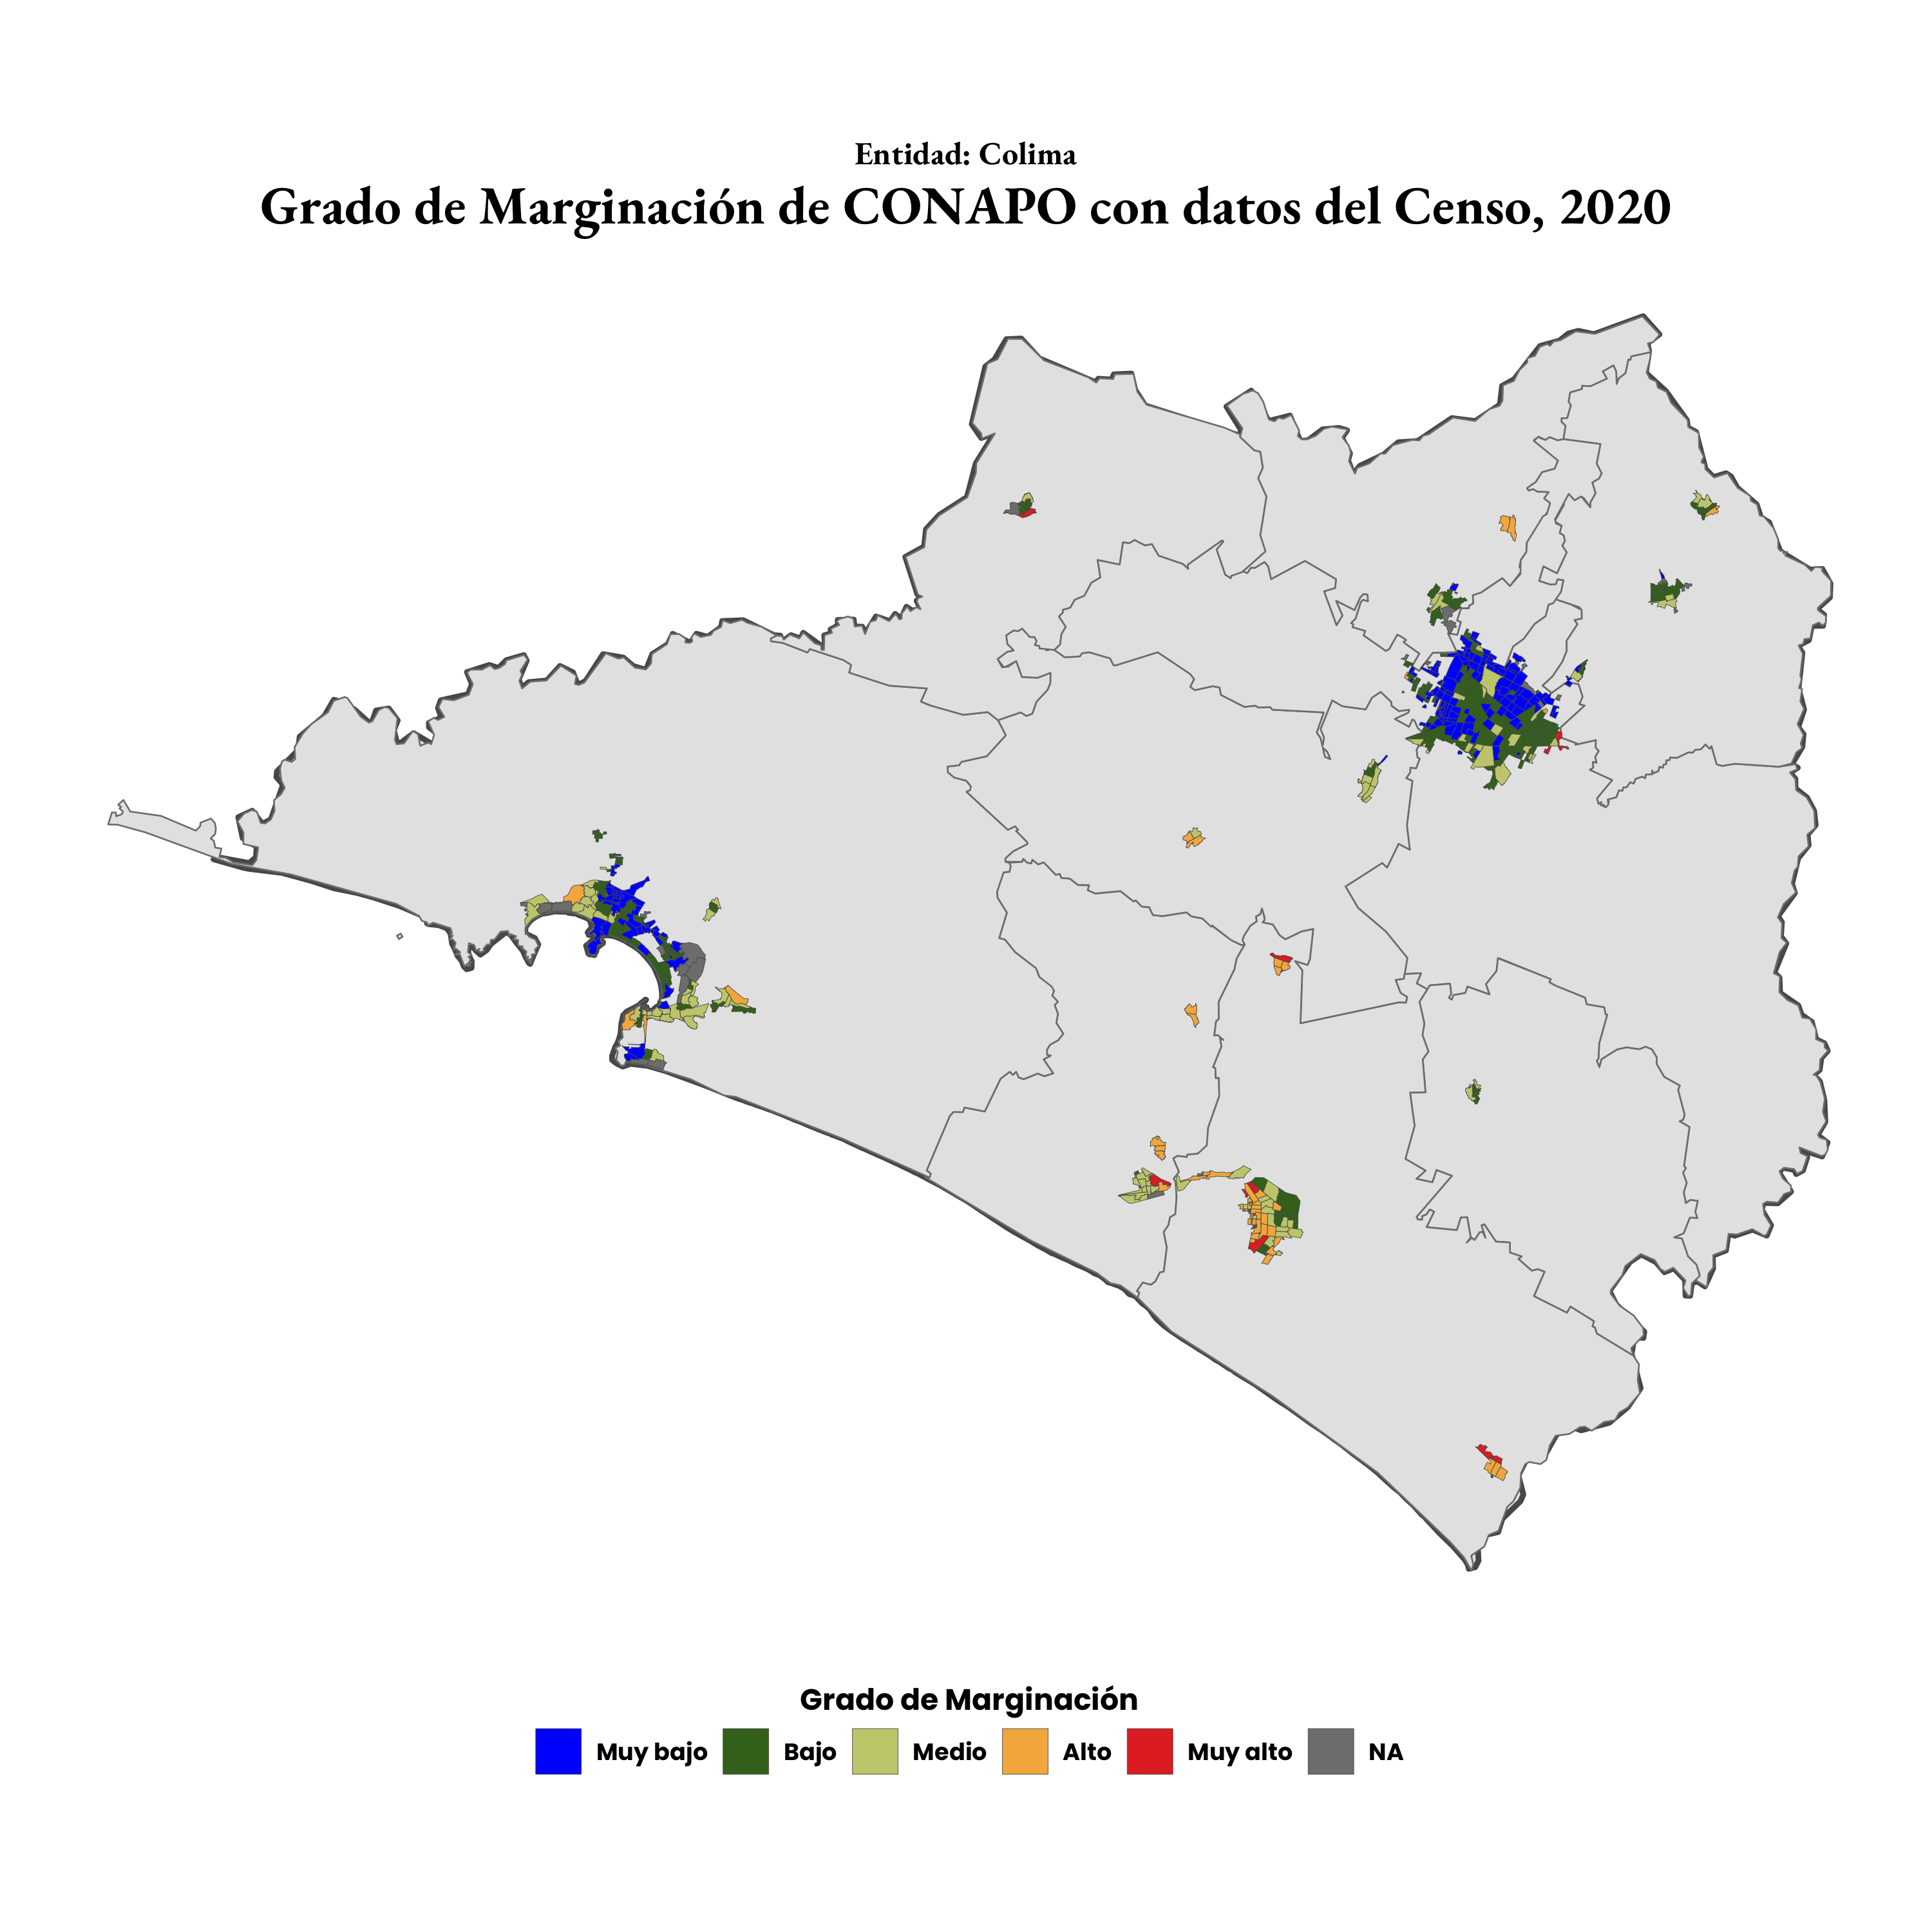 Entidad: Colima
Grado de Marginación de CONAPO con datos del Censo, 2020
Grado de Marginación
Muy bajo Bajo Medio Alto Muy alto NA